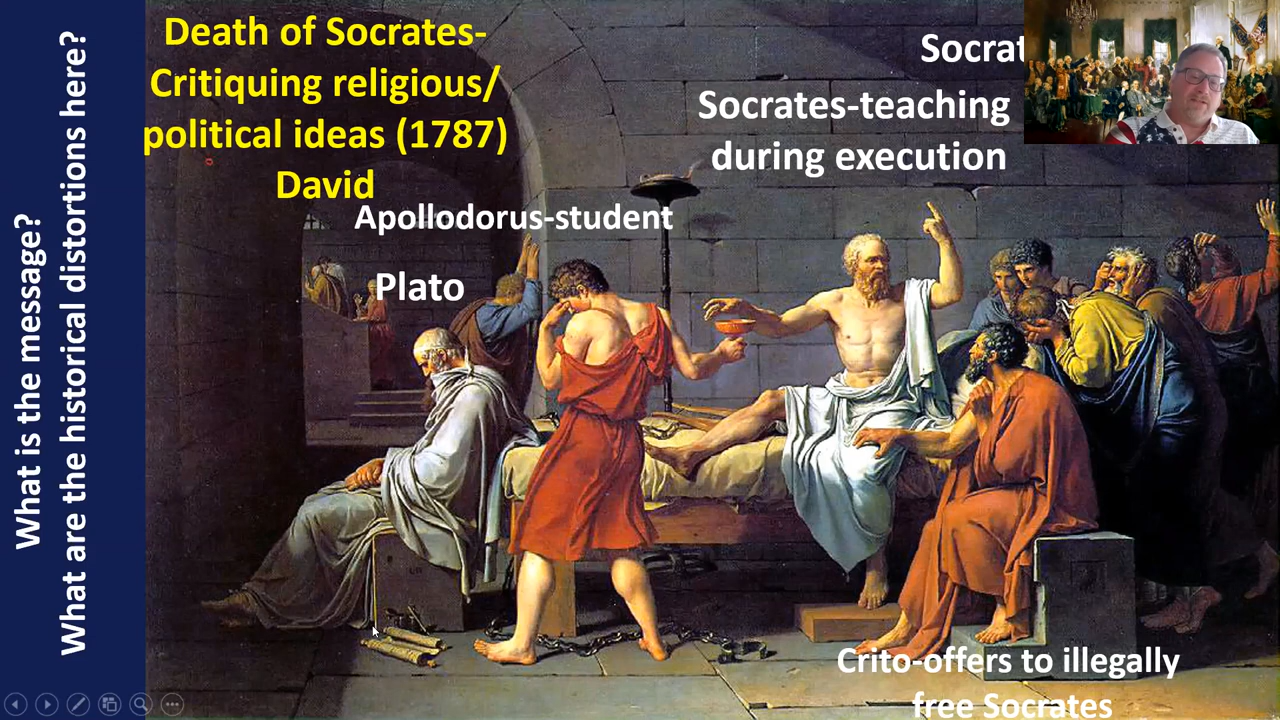 What is the message?
What are the historical distortions here?
Death of Socrates-
Critiquing religious/
political ideas (1787)
David
Socrates-teaching
during execution
Apollodorus-student
Plato
Crito-offers to illegally
free Socrates